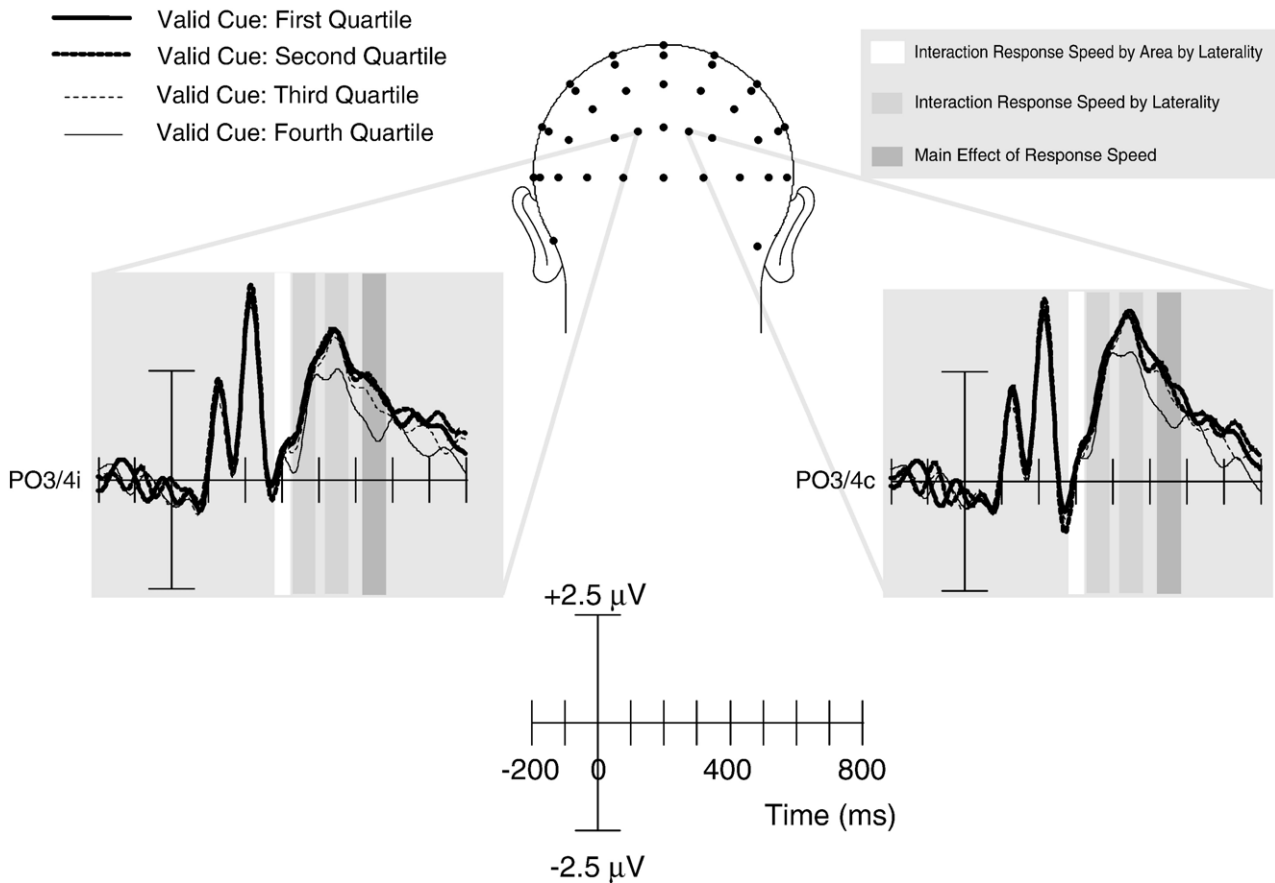 Valid Cue: First Quartile
Valid Cue: Second Quartile
Valid Cue: Third Quartile
Valid Cue: Fourth Quartile
Interaction Response Speed by Area by Laterality
Interaction Response Speed by Laterality
Main Effect of Response Speed
PO3/4i
PO3/4c
+2.5 μV
-200 0 400 800
Time (ms)
-2.5 μV